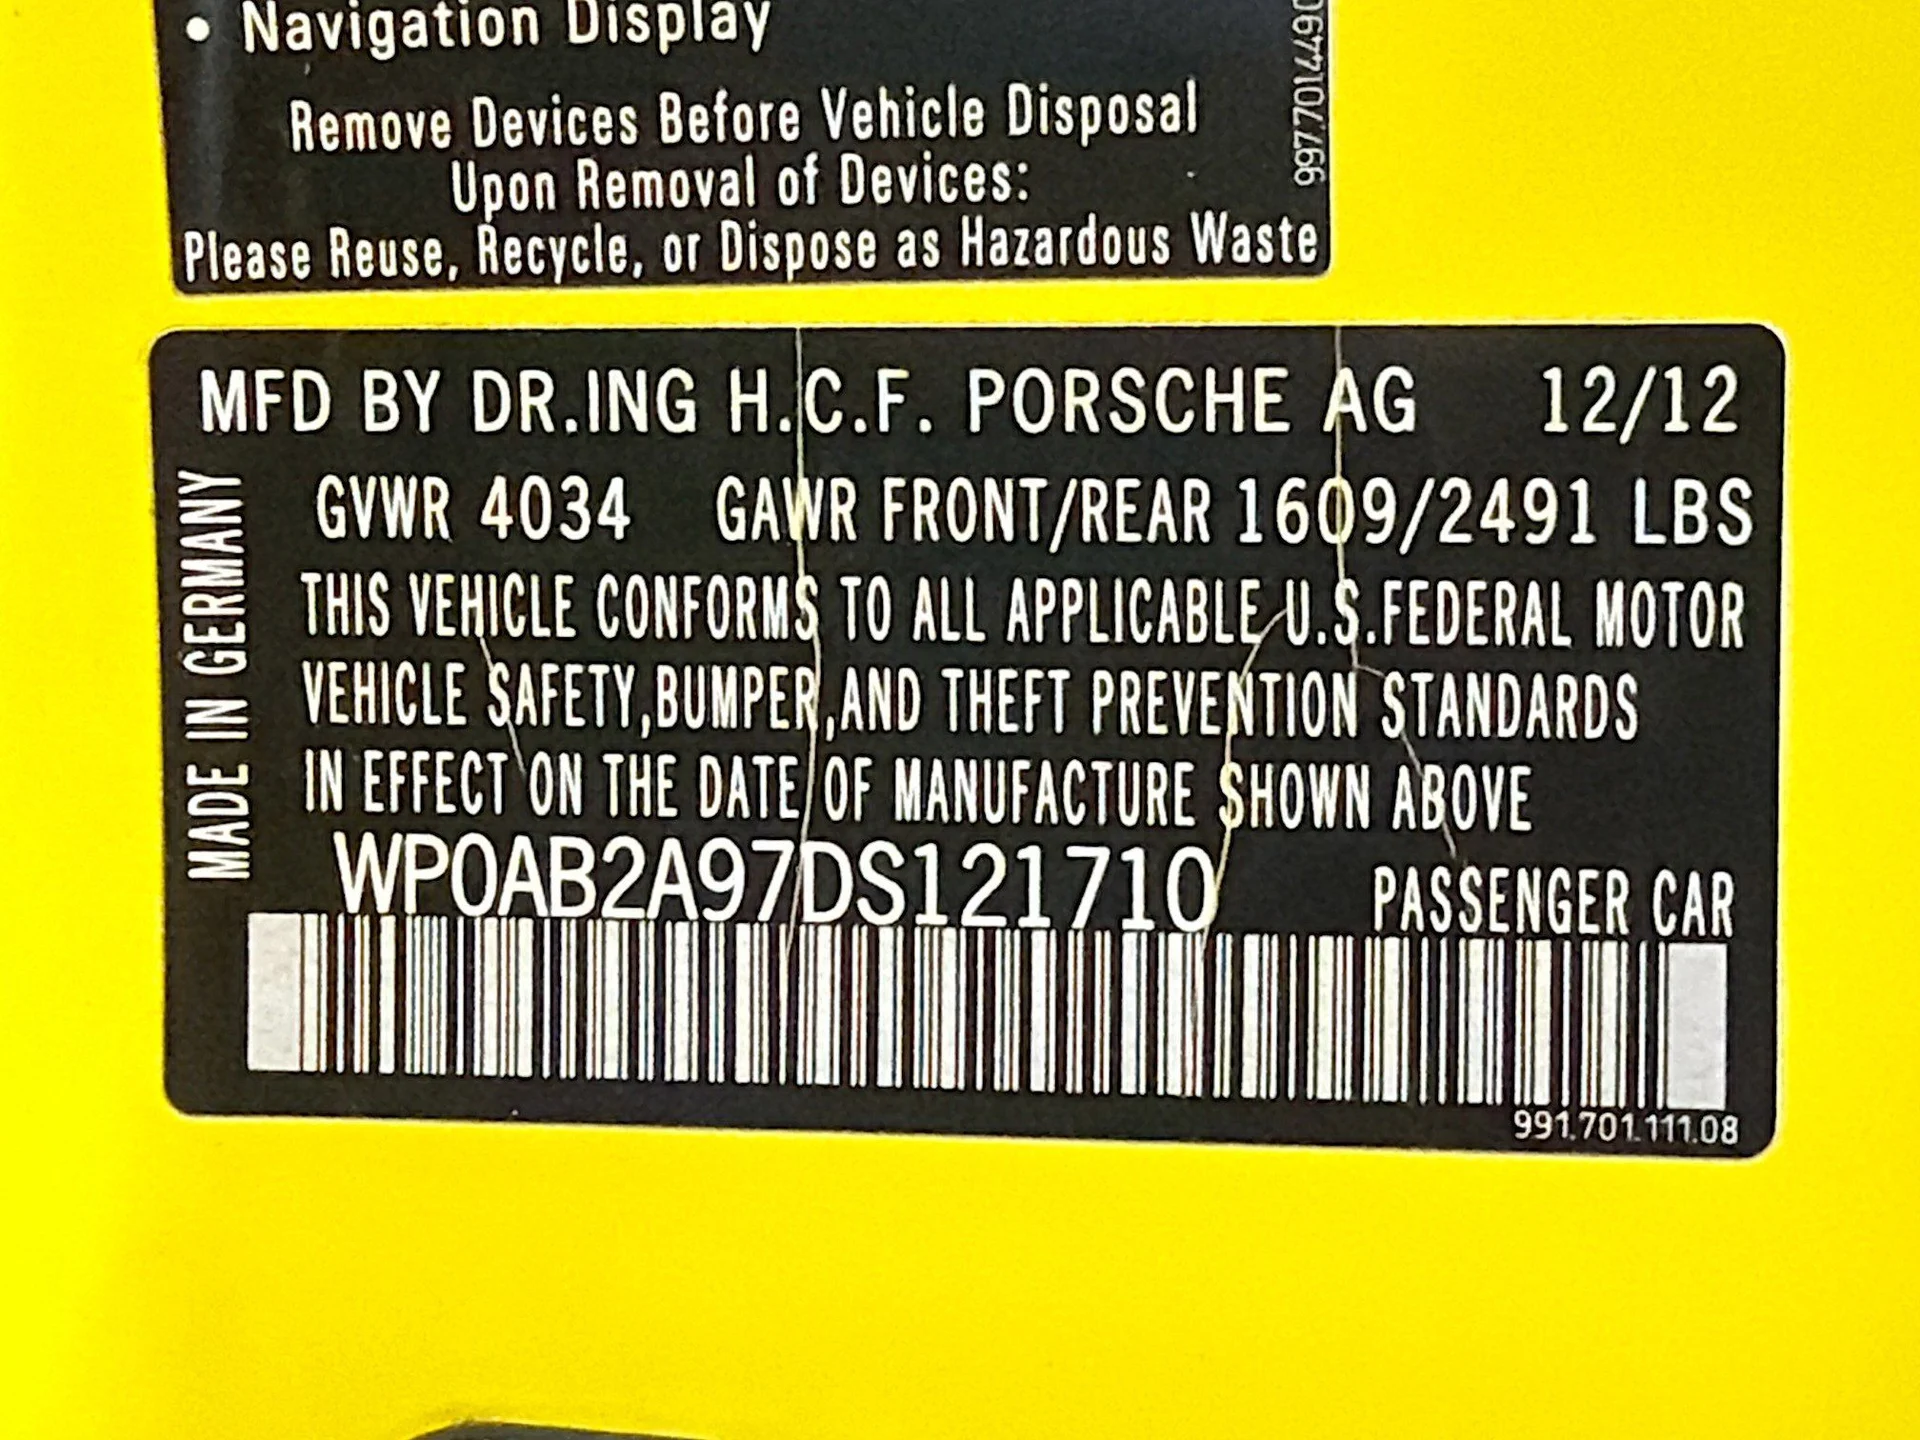 • Navigation Display
Remove Devices Before Vehicle Disposal
Upon Removal of Devices:
Please Reuse, Recycle, or Dispose as Hazardous Waste
MFD BY DR.ING H.C.F. PORSCHE AG 12/12
GVWR 4034 GAWR FRONT/REAR 1609/2491 LBS
THIS VEHICLE CONFORMS TO ALL APPLICABLE U.S.FEDERAL MOTOR
VEHICLE SAFETY,BUMPER,AND THEFT PREVENTION STANDARDS
IN EFFECT ON THE DATE OF MANUFACTURE SHOWN ABOVE
WP0AB2A97DS121710 PASSENGER CAR
MADE IN GERMANY
991.701.111.08